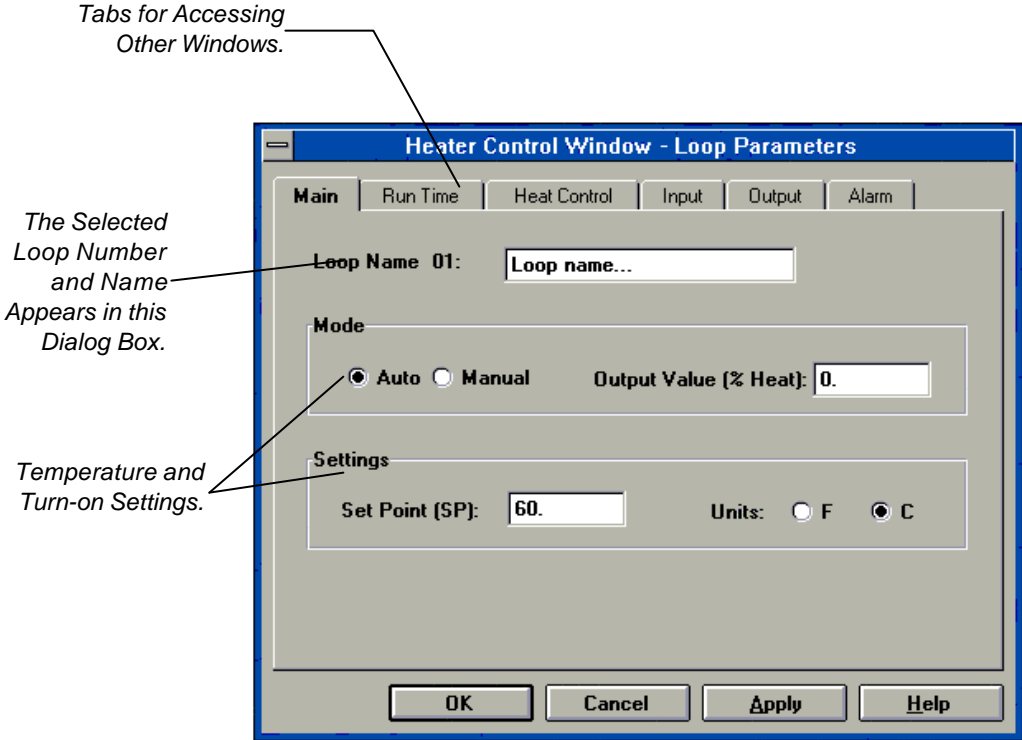 Tabs for Accessing
Other Windows.
Heater Control Window - Loop Parameters
Main Run Time Heat Control Input Output Alarm
The Selected
Loop Number
and Name
Appears in this
Dialog Box.
Loop Name 01: Loop name...
Mode
Auto Manual Output Value (% Heat): 0.
Temperature and
Turn-on Settings.
Settings
Set Point (SP): 60. Units: F C
OK Cancel Apply Help